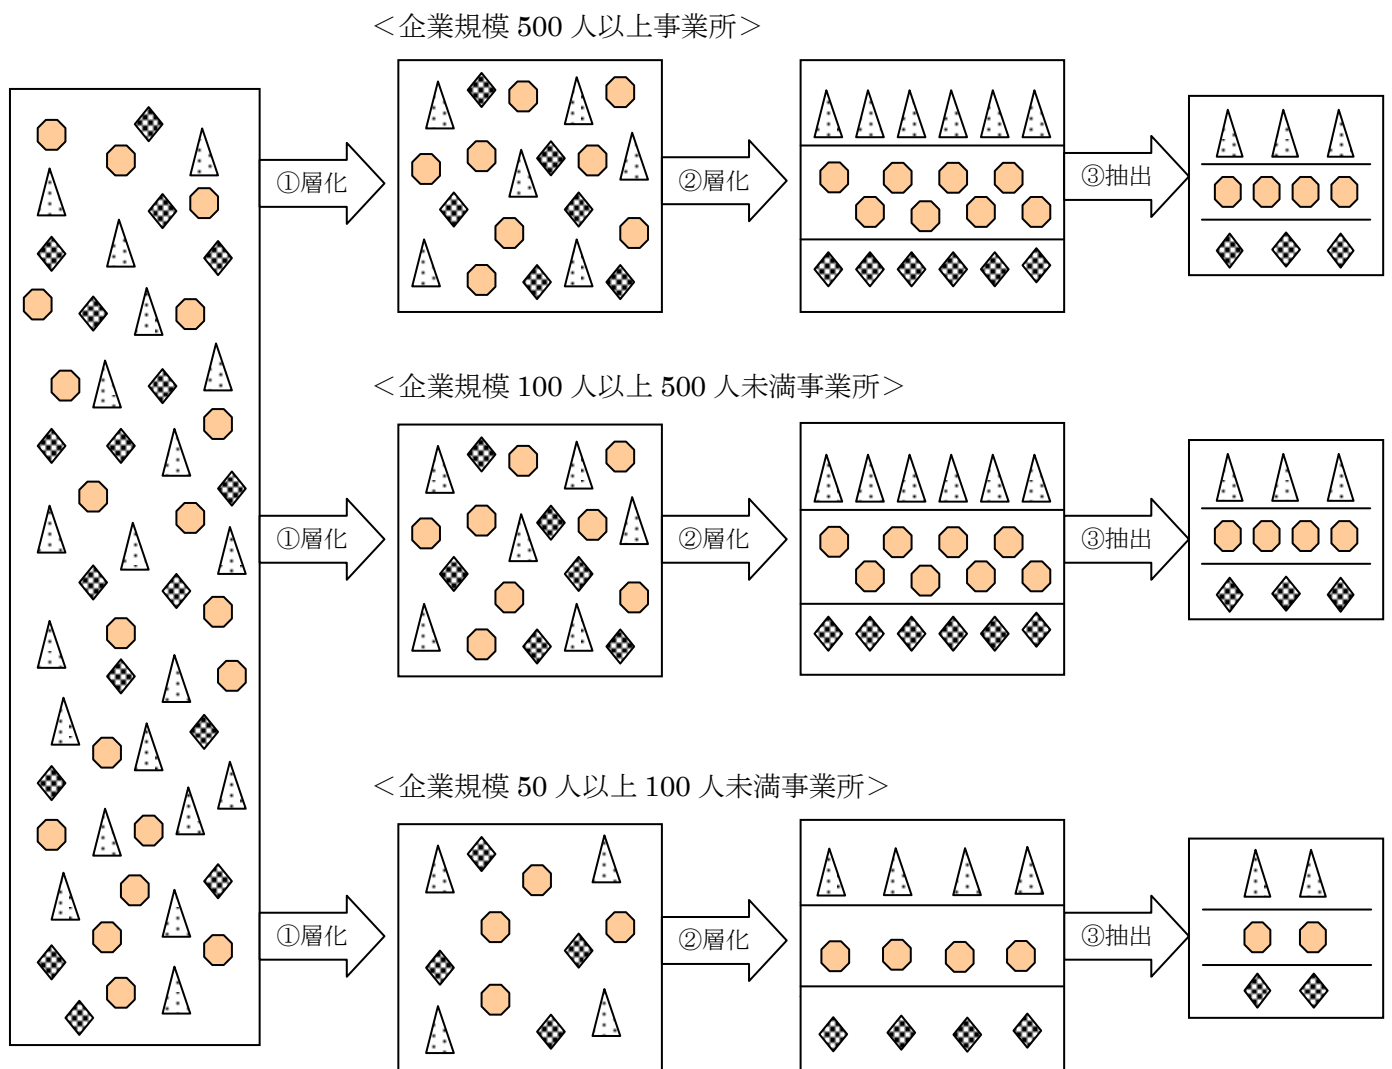 ＜企業規模 500 人以上事業所＞
①層化
②層化
③抽出
＜企業規模 100 人以上 500 人未満事業所＞
①層化
②層化
③抽出
＜企業規模 50 人以上 100 人未満事業所＞
①層化
②層化
③抽出